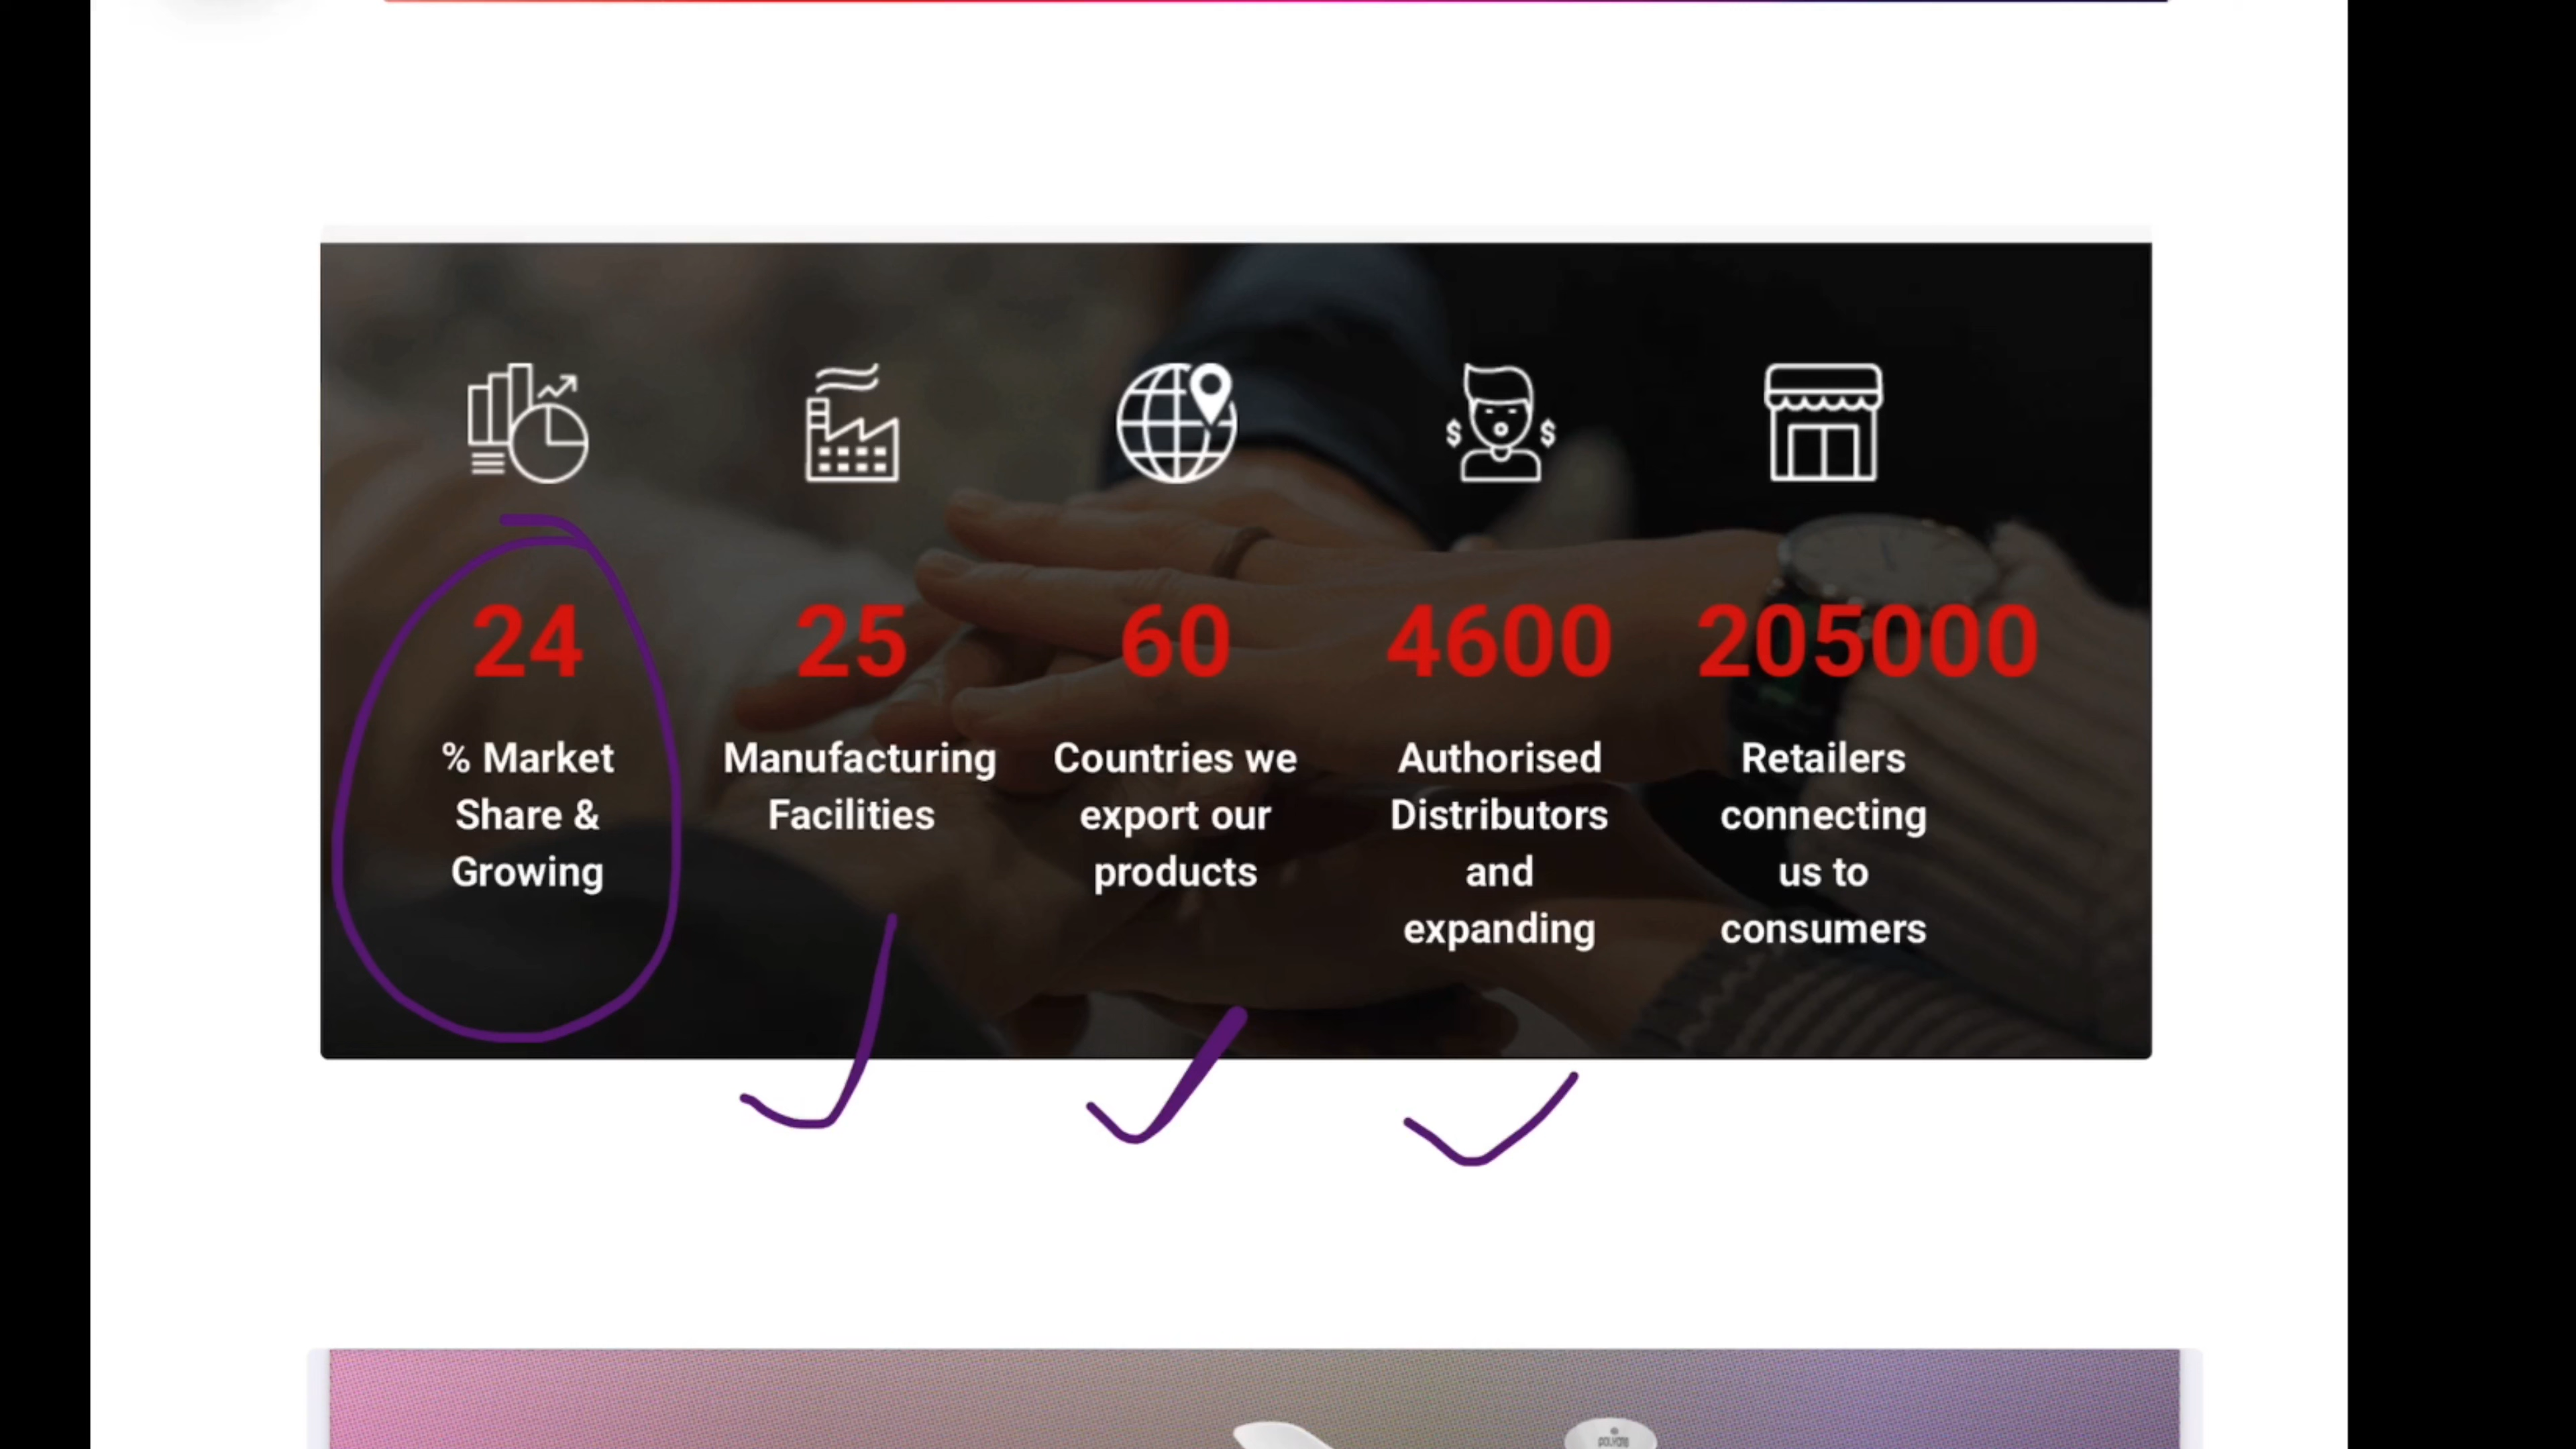 24
% Market
Share &
Growing
25
Manufacturing
Facilities
60
Countries we
export our
products
4600
Authorised
Distributors
and
expanding
205000
Retailers
connecting
us to
consumers
POLYCAB